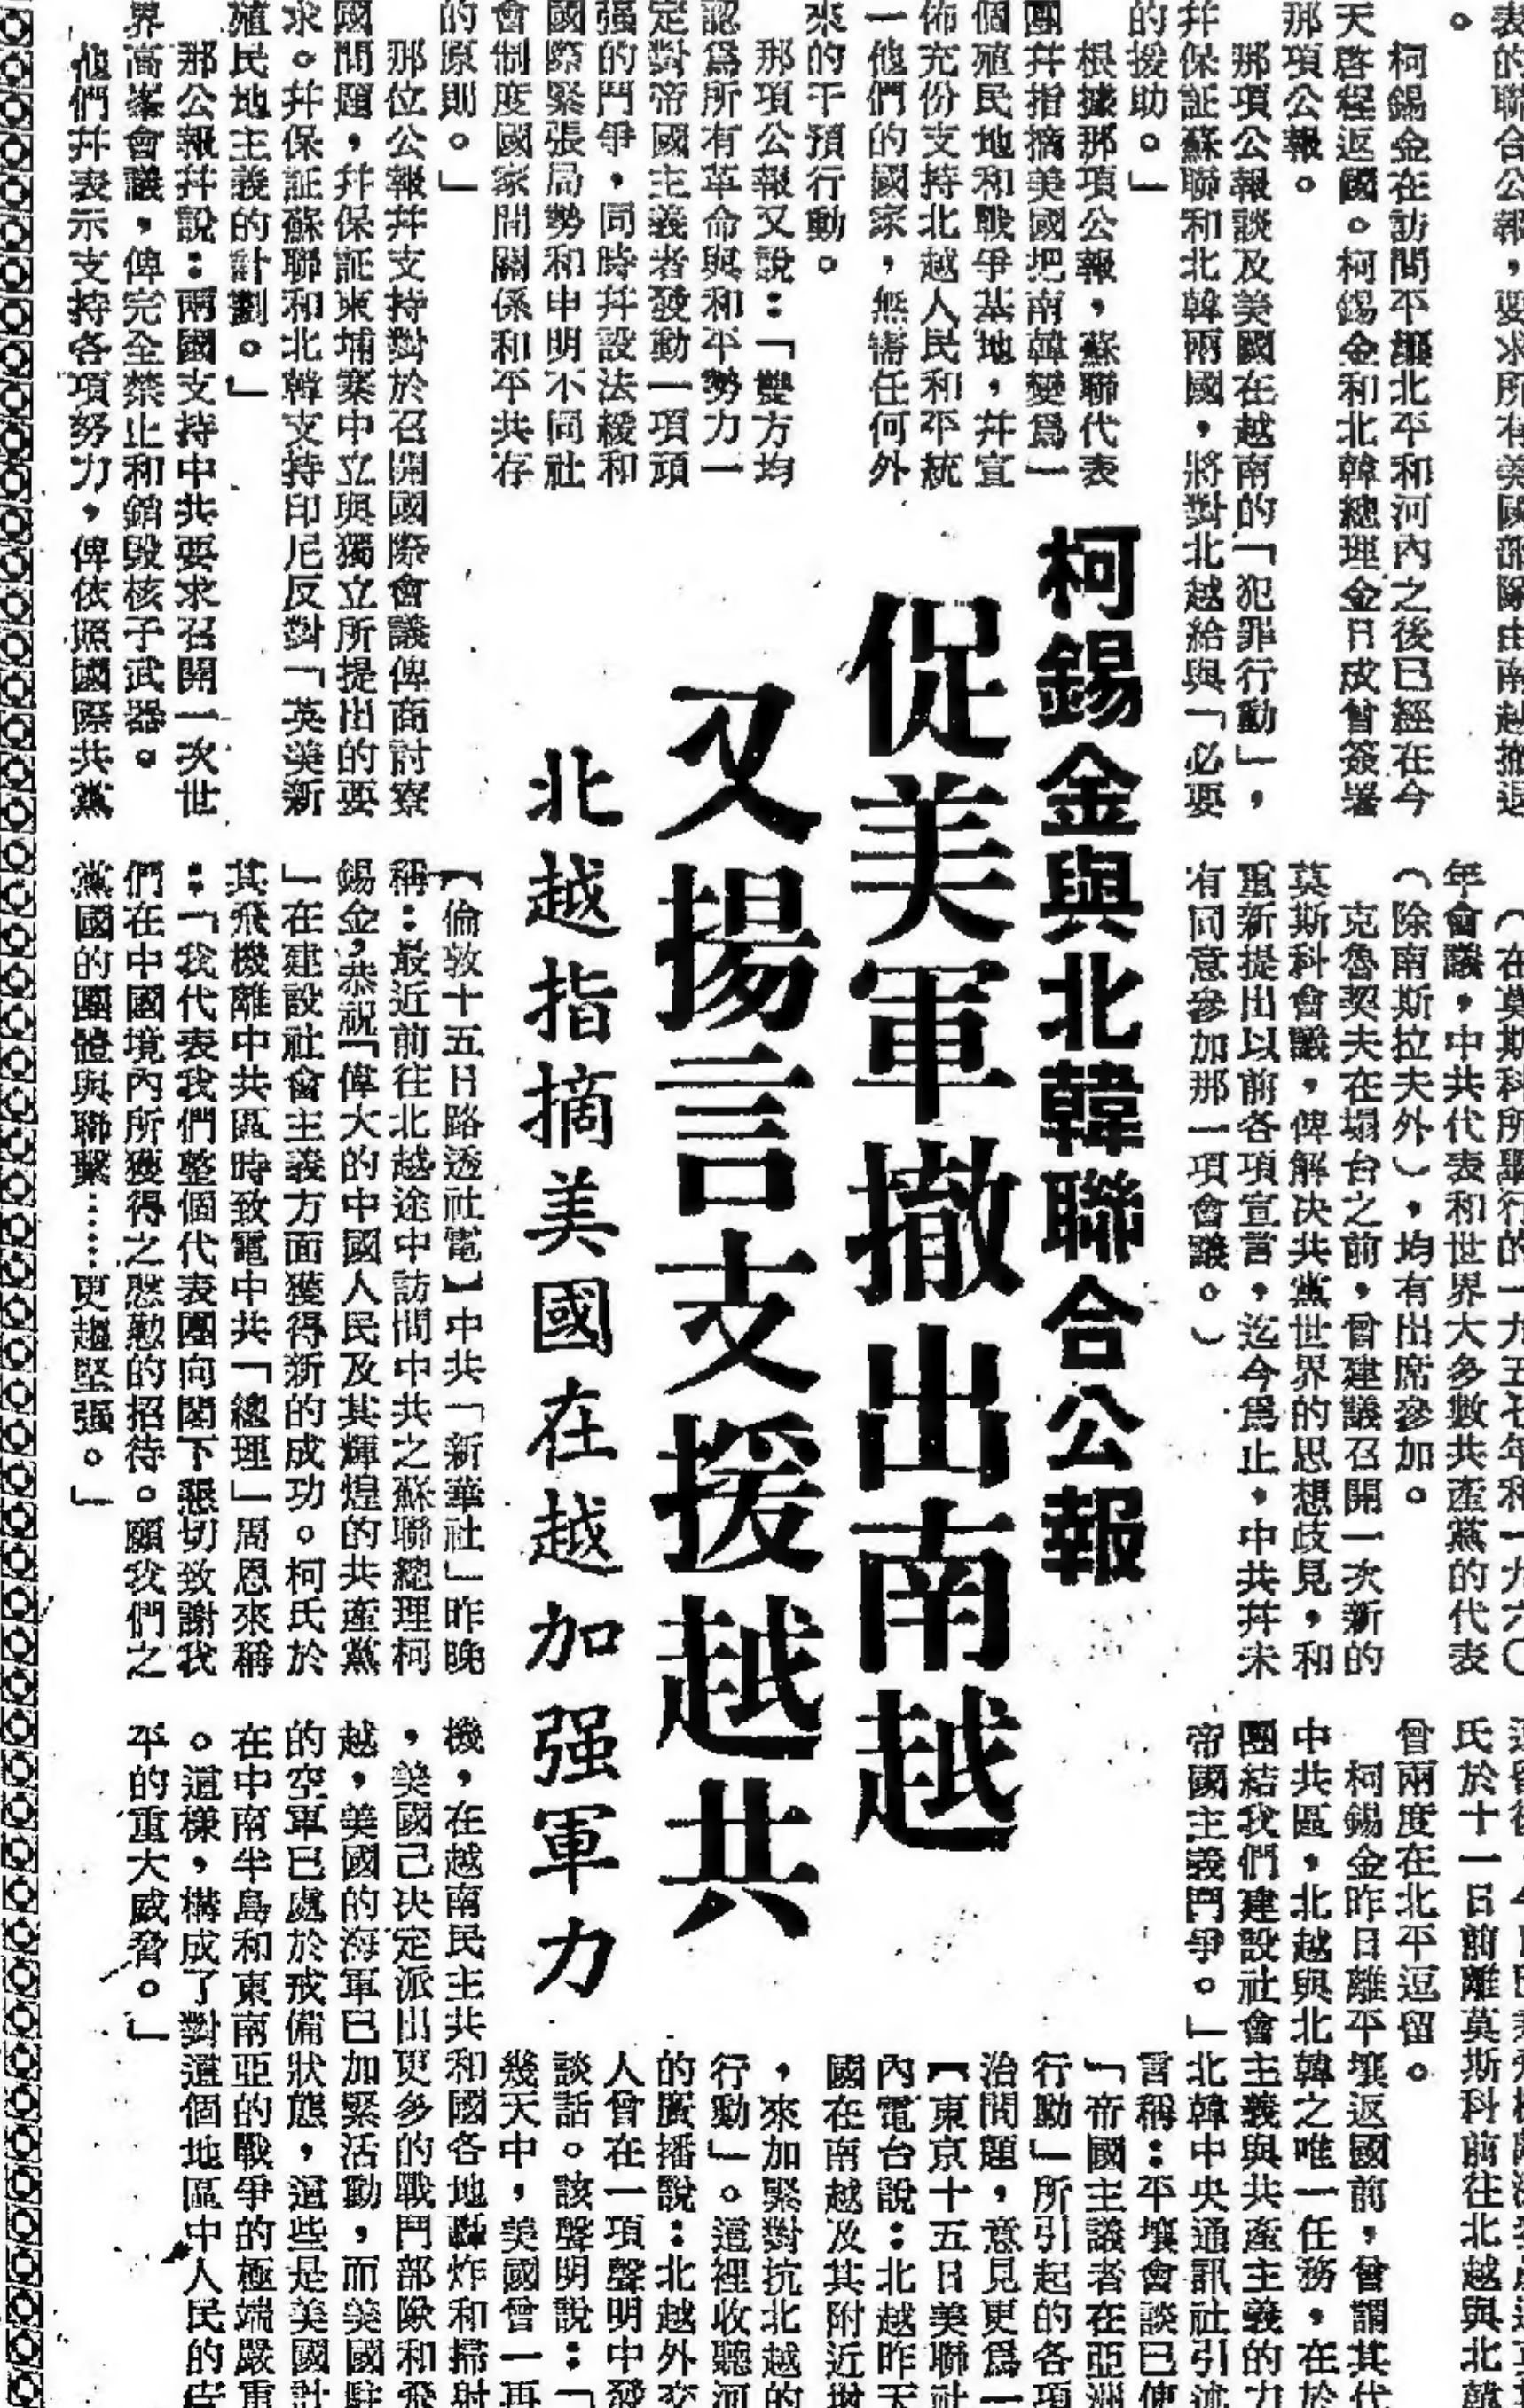 柯錫金與北韓聯合公報
促美軍撤出南越
又揚言支援越共
北越指摘美國在越加强軍力
表的聯合公報，要求所有美國部隊由南越撤退
。
柯錫金在訪問平壤北平和河內之後已經在今
天啓程返國。柯錫金和北韓總理金日成曾簽署
那項公報。
那項公報談及美國在越南的「犯罪行動」，
幷保証蘇聯和北韓兩國，將對北越給與「必要
的援助。」
根據那項公報，蘇聯代表
團幷指摘美國把南韓變爲一
個殖民地和戰爭基地，幷宣
佈充份支持北越人民和平統
一他們的國家，無需任何外
來的干預行動。
那項公報又說：「雙方均
認爲所有革命與和平勢力一
定對帝國主義者發動一項頑
强的鬥爭，同時幷設法緩和
國際緊張局勢和申明不同社
會制度國家間關係和平共存
的原則。」
那位公報幷支持對於召開國際會議俾商討寮
國問題，幷保証柬埔寨中立與獨立所提出的要
求。幷保証蘇聯和北韓支持印尼反對「英美新
殖民地主義的計劃。」
那公報幷說：兩國支持中共要求召開一次世
界高峯會議，俾完全禁止和銷毀核子武器。
他們幷表示支持各項努力，俾依照國際共黨
（在莫斯科所舉行的一九五七年和一九六〇
年會議，中共代表和世界大多數共產黨的代表
（除南斯拉夫外），均有出席參加。
克魯契夫在塌台之前，曾建議召開一次新的
莫斯科會議，俾解决共黨世界的思想歧見，和
重新提出以前各項宣言，迄今爲止，中共幷未
有同意參加那一項會議。）
【倫敦十五日路透社電】中共「新華社」昨晚
稱：最近前往北越途中訪問中共之蘇聯總理柯
錫金，恭祝「偉大的中國人民及其輝煌的共產黨
」在建設社會主義方面獲得新的成功。柯氏於
其飛機離中共區時致電中共「總理」周恩來稱
：「我代表我們整個代表團向閣下懇切致謝我
們在中國境內所獲得之慇懃的招待。願我們之
黨國的團體與聯繫……更趨堅强。」
氏於十一日前離莫斯科前往北越與北韓
曾兩度在北平逗留。
柯錫金昨日離平壤返國前，曾謂其代
中共區，北越與北韓之唯一任務，在於
團結我們建設社會主義與共產主義的力
帝國主義鬥爭。」北韓中央通訊社引述
言稱：平壤會談已使
「帝國主議者在亞洲
行動」所引起的各項
治問題，意見更爲一
【東京十五日美聯社
內電台說：北越昨天
國在南越及其附近增
，來加緊對抗北越的
行動」。這裡收聽河
的廣播說：北越外交
人曾在一項聲明中發
談話。該聲明說：「
幾天中，美國曾一再
機，在越南民主共和國各地轟炸和掃射
，美國己决定派出更多的戰鬥部隊和飛
越，美國的海軍已加緊活動，而美國駐
的空軍已處於戒備狀態，這些是美國計
在中南半島和東南亞的戰爭的極端嚴重
。這樣，構成了對這個地區中人民的安
平的重大威脅。」